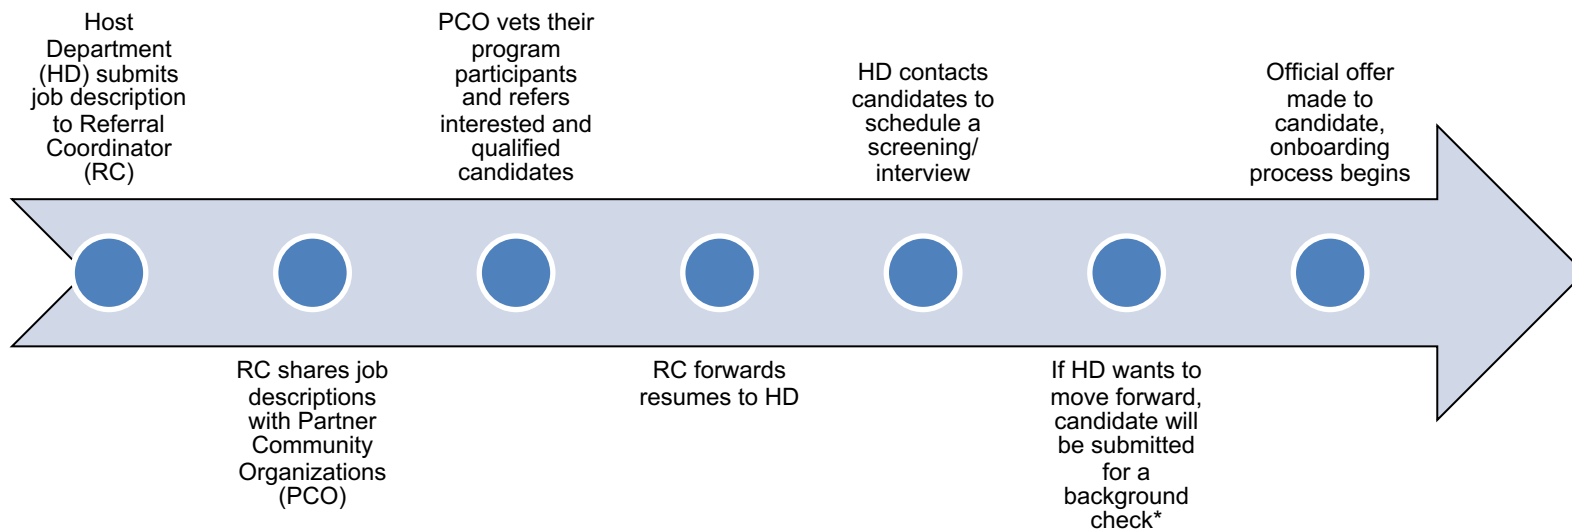 Host
Department
(HD) submits
job description
to Referral
Coordinator
(RC)
RC shares job
descriptions
with Partner
Community
Organizations
(PCO)
PCO vets their
program
participants
and refers
interested and
qualified
candidates
RC forwards
resumes to HD
HD contacts
candidates to
schedule a
screening/
interview
If HD wants to
move forward,
candidate will
be submitted
for a
background
check*
Official offer
made to
candidate,
onboarding
process begins